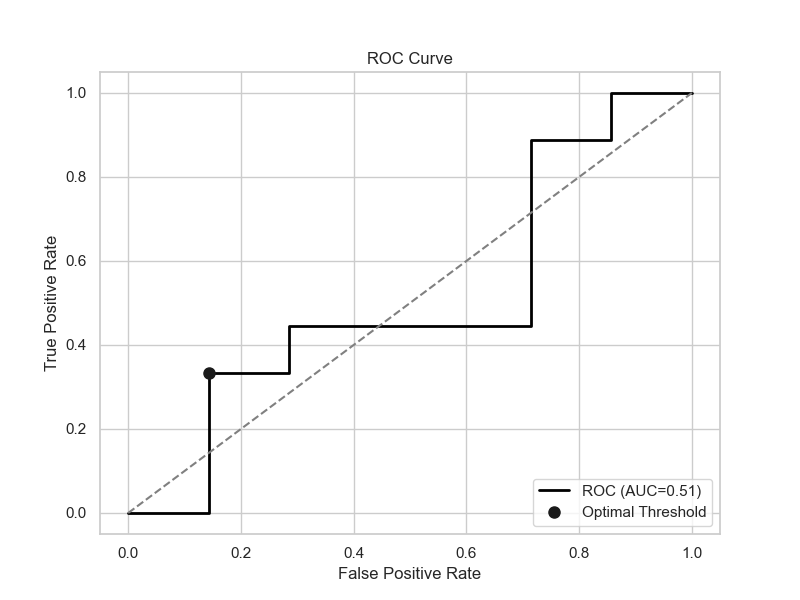 ROC Curve
1.0
0.8
0.6
0.4
0.2
0.0
True Positive Rate
0.0 0.2 0.4 0.6 0.8 1.0
False Positive Rate
ROC (AUC=0.51)
Optimal Threshold